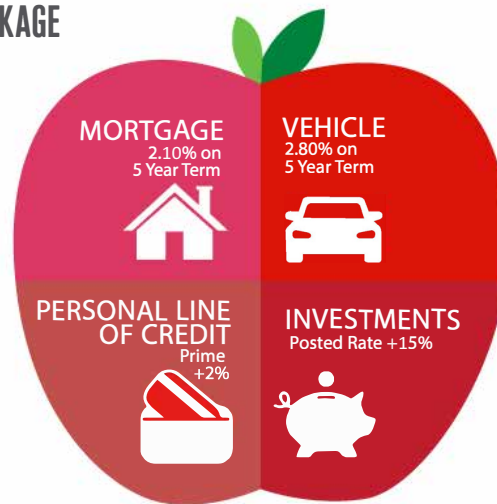 KAGE
MORTGAGE
2.10% on
5 Year Term
VEHICLE
2.80% on
5 Year Term
PERSONAL LINE
OF CREDIT
Prime
+2%
INVESTMENTS
Posted Rate +15%